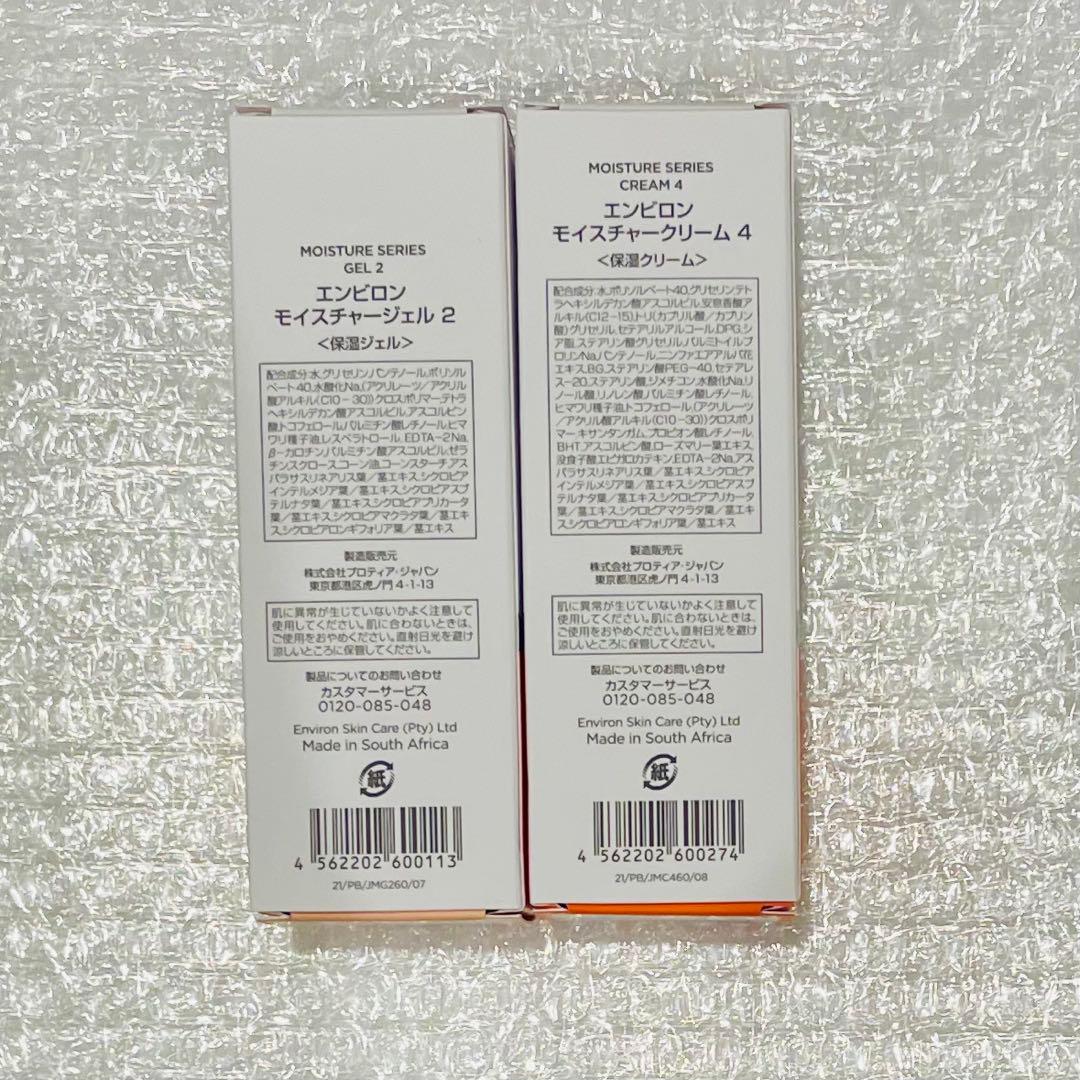 MOISTURE SERIES
GEL 2
エンビロン
モイスチャージェル 2
<保湿ジェル>
配合成分:水,グリセリン,パンテノール,ポリソル
ベート40,水酸化Na,(アクリレーツ/アクリル
酸アルキル(C10-30))クロスポリマー,テトラ
ヘキシルデカン酸アスコルビル,アスコルビン
酸,トコフェロール,パルミチン酸レチノール,ヒマ
ワリ種子油,レスベラトロール,EDTA-2Na,
β-カロチン,パルミチン酸アスコルビル,ゼラ
チン,スクロース,コーン油,コーンスターチ,アス
パラサスリネアリス葉/茎エキス,シクロピア
インテルメジア葉/茎エキス,シクロピアスブ
テルナタ葉/茎エキス,シクロピアプリカータ
葉/茎エキス,シクロピアマクラタ葉/茎エキ
ス,シクロピアロンギフォリア葉/茎エキス
製造販売元
株式会社プロティア・ジャパン
東京都港区虎ノ門 4-1-13
肌に異常が生じていないかよく注意して
使用してください。肌に合わないときは、
ご使用をおやめください。直射日光を避け
涼しいところに保管してください。
製品についてのお問い合わせ
カスタマーサービス
0120-085-048
Environ Skin Care (Pty) Ltd
Made in South Africa
紙
4 562202 600113
21/PB/JMG260/07
MOISTURE SERIES
CREAM 4
エンビロン
モイスチャークリーム 4
<保湿クリーム>
配合成分:水,ポリソルベート40,グリセリン,テト
ラヘキシルデカン酸アスコルビル,安息香酸ア
ルキル(C12-15),トリ(カプリル酸/カプリン
酸)グリセリル,セテアリルアルコール,DPG,シ
ア脂,ステアリン酸グリセリル,パルミトイルプ
ロリンNa,パンテノール,ニンファエアアルバ花
エキス,BG,ステアリン酸PEG-40,セテアレ
ス-20,ステアリン酸,ジメチコン,水酸化Na,リ
ノール酸,リノレン酸,パルミチン酸レチノール,
ヒマワリ種子油,トコフェロール,(アクリレーツ
/アクリル酸アルキル(C10-30))クロスポリ
マー,キサンタンガム,プロピオン酸レチノール,
BHT,アスコルビン酸,ローズマリー葉エキス,
没食子酸エピガロカテキン,EDTA-2Na,アス
パラサスリネアリス葉/茎エキス,シクロピア
インテルメジア葉/茎エキス,シクロピアスブ
テルナタ葉/茎エキス,シクロピアプリカータ
葉/茎エキス,シクロピアマクラタ葉/茎エキ
ス,シクロピアロンギフォリア葉/茎エキス
製造販売元
株式会社プロティア・ジャパン
東京都港区虎ノ門 4-1-13
肌に異常が生じていないかよく注意して
使用してください。肌に合わないときは、
ご使用をおやめください。直射日光を避け
涼しいところに保管してください。
製品についてのお問い合わせ
カスタマーサービス
0120-085-048
Environ Skin Care (Pty) Ltd
Made in South Africa
紙
4 562202 600274
21/PB/JMC460/08